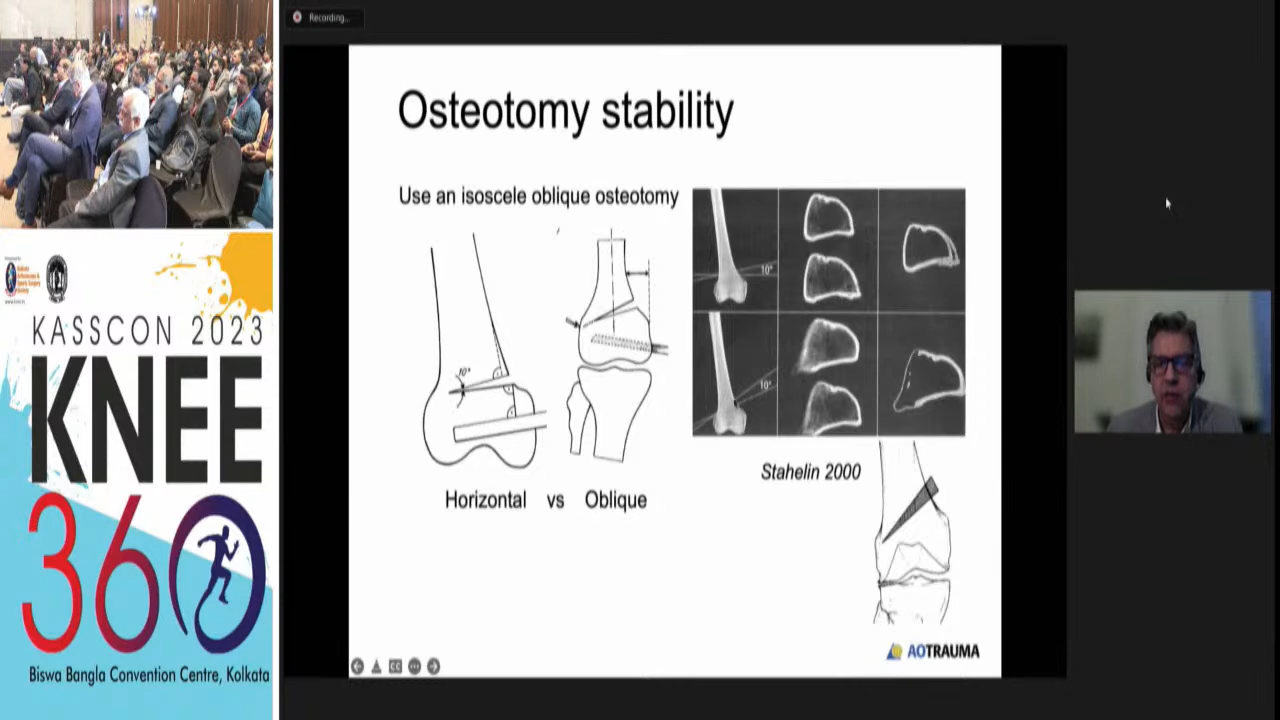 Recording...
Osteotomy stability
Use an isoscele oblique osteotomy
10°
10°
10°
Stahelin 2000
Horizontal vs Oblique
AOTRAUMA
CC
KASSCON 2023
KNEE
360
Biswa Bangla Convention Centre, Kolkata